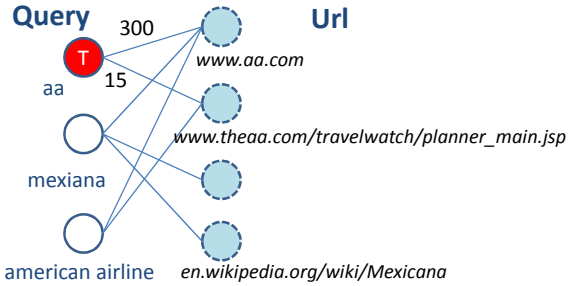 Query
Url
300
T
www.aa.com
15
aa
www.theaa.com/travelwatch/planner_main.jsp
mexiana
american airline
en.wikipedia.org/wiki/Mexicana